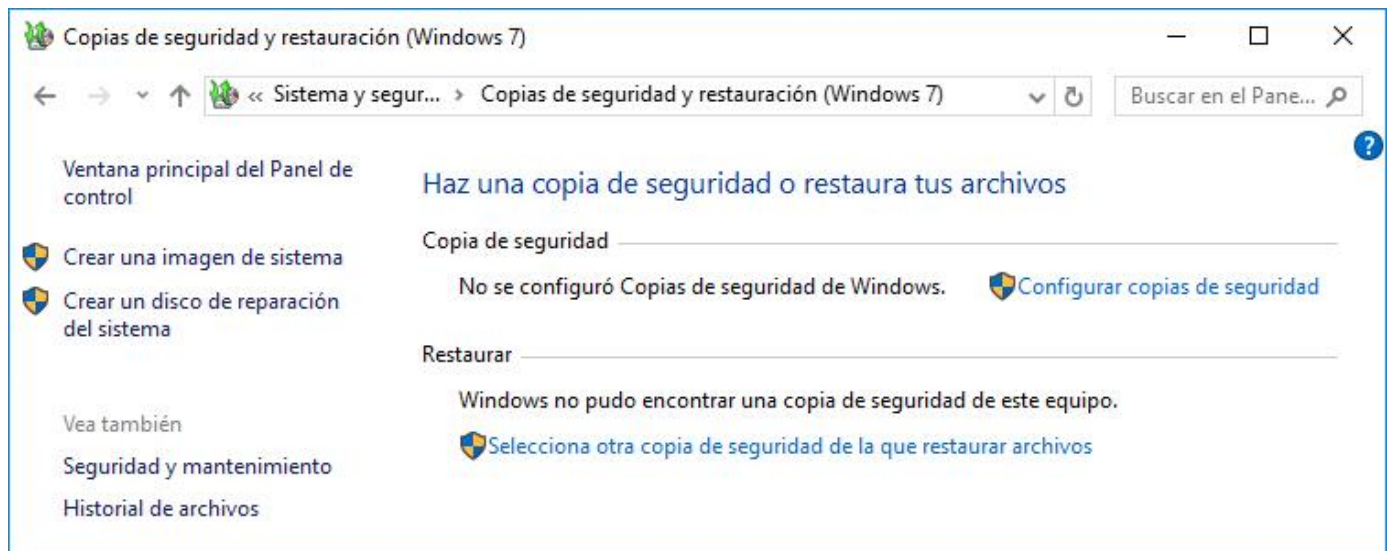 Copias de seguridad y restauración (Windows 7)
« Sistema y segur... > Copias de seguridad y restauración (Windows 7)
Buscar en el Pane...
Ventana principal del Panel de
control
Crear una imagen de sistema
Crear un disco de reparación
del sistema
Vea también
Seguridad y mantenimiento
Historial de archivos
?
Haz una copia de seguridad o restaura tus archivos
Copia de seguridad
No se configuró Copias de seguridad de Windows. Configurar copias de seguridad
Restaurar
Windows no pudo encontrar una copia de seguridad de este equipo.
Selecciona otra copia de seguridad de la que restaurar archivos